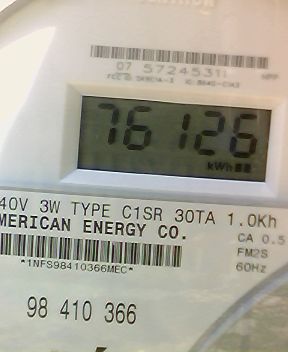 07 57245311
76126
kWh
40V 3W TYPE C1SR 30TA 1.0Kh
MERICAN ENERGY CO.
CA 0.5
FM2S
*1NFS98410366MEC*
60Hz
98 410 366